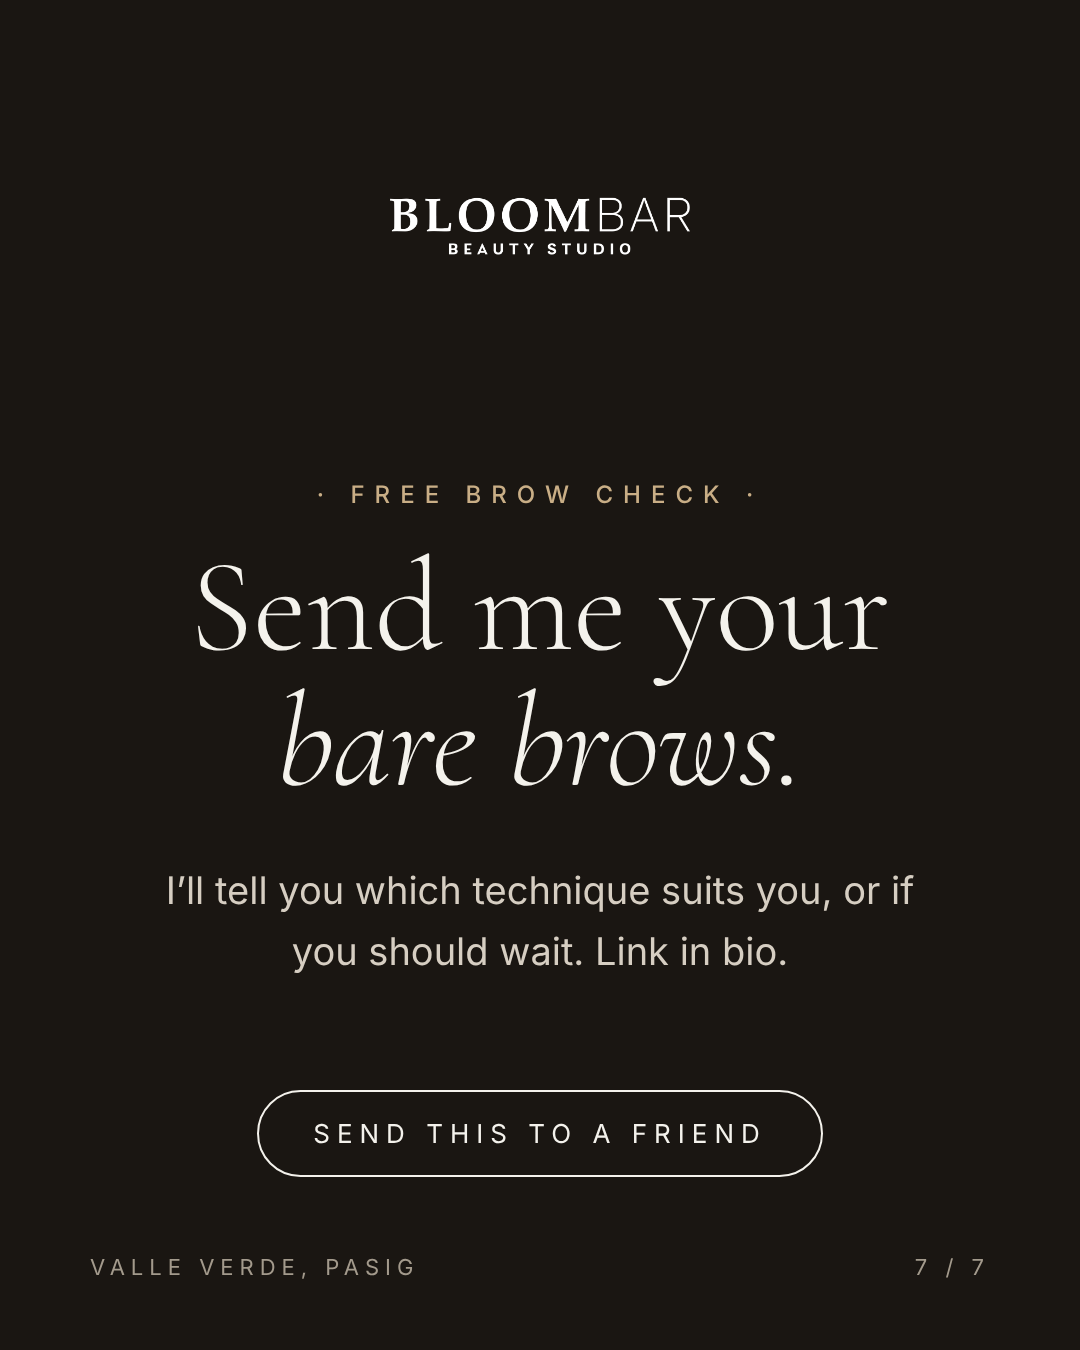 BLOOMBAR
BEAUTY STUDIO
· FREE BROW CHECK ·
Send me your
bare brows.
I’ll tell you which technique suits you, or if
you should wait. Link in bio.
SEND THIS TO A FRIEND
VALLE VERDE, PASIG
7 / 7